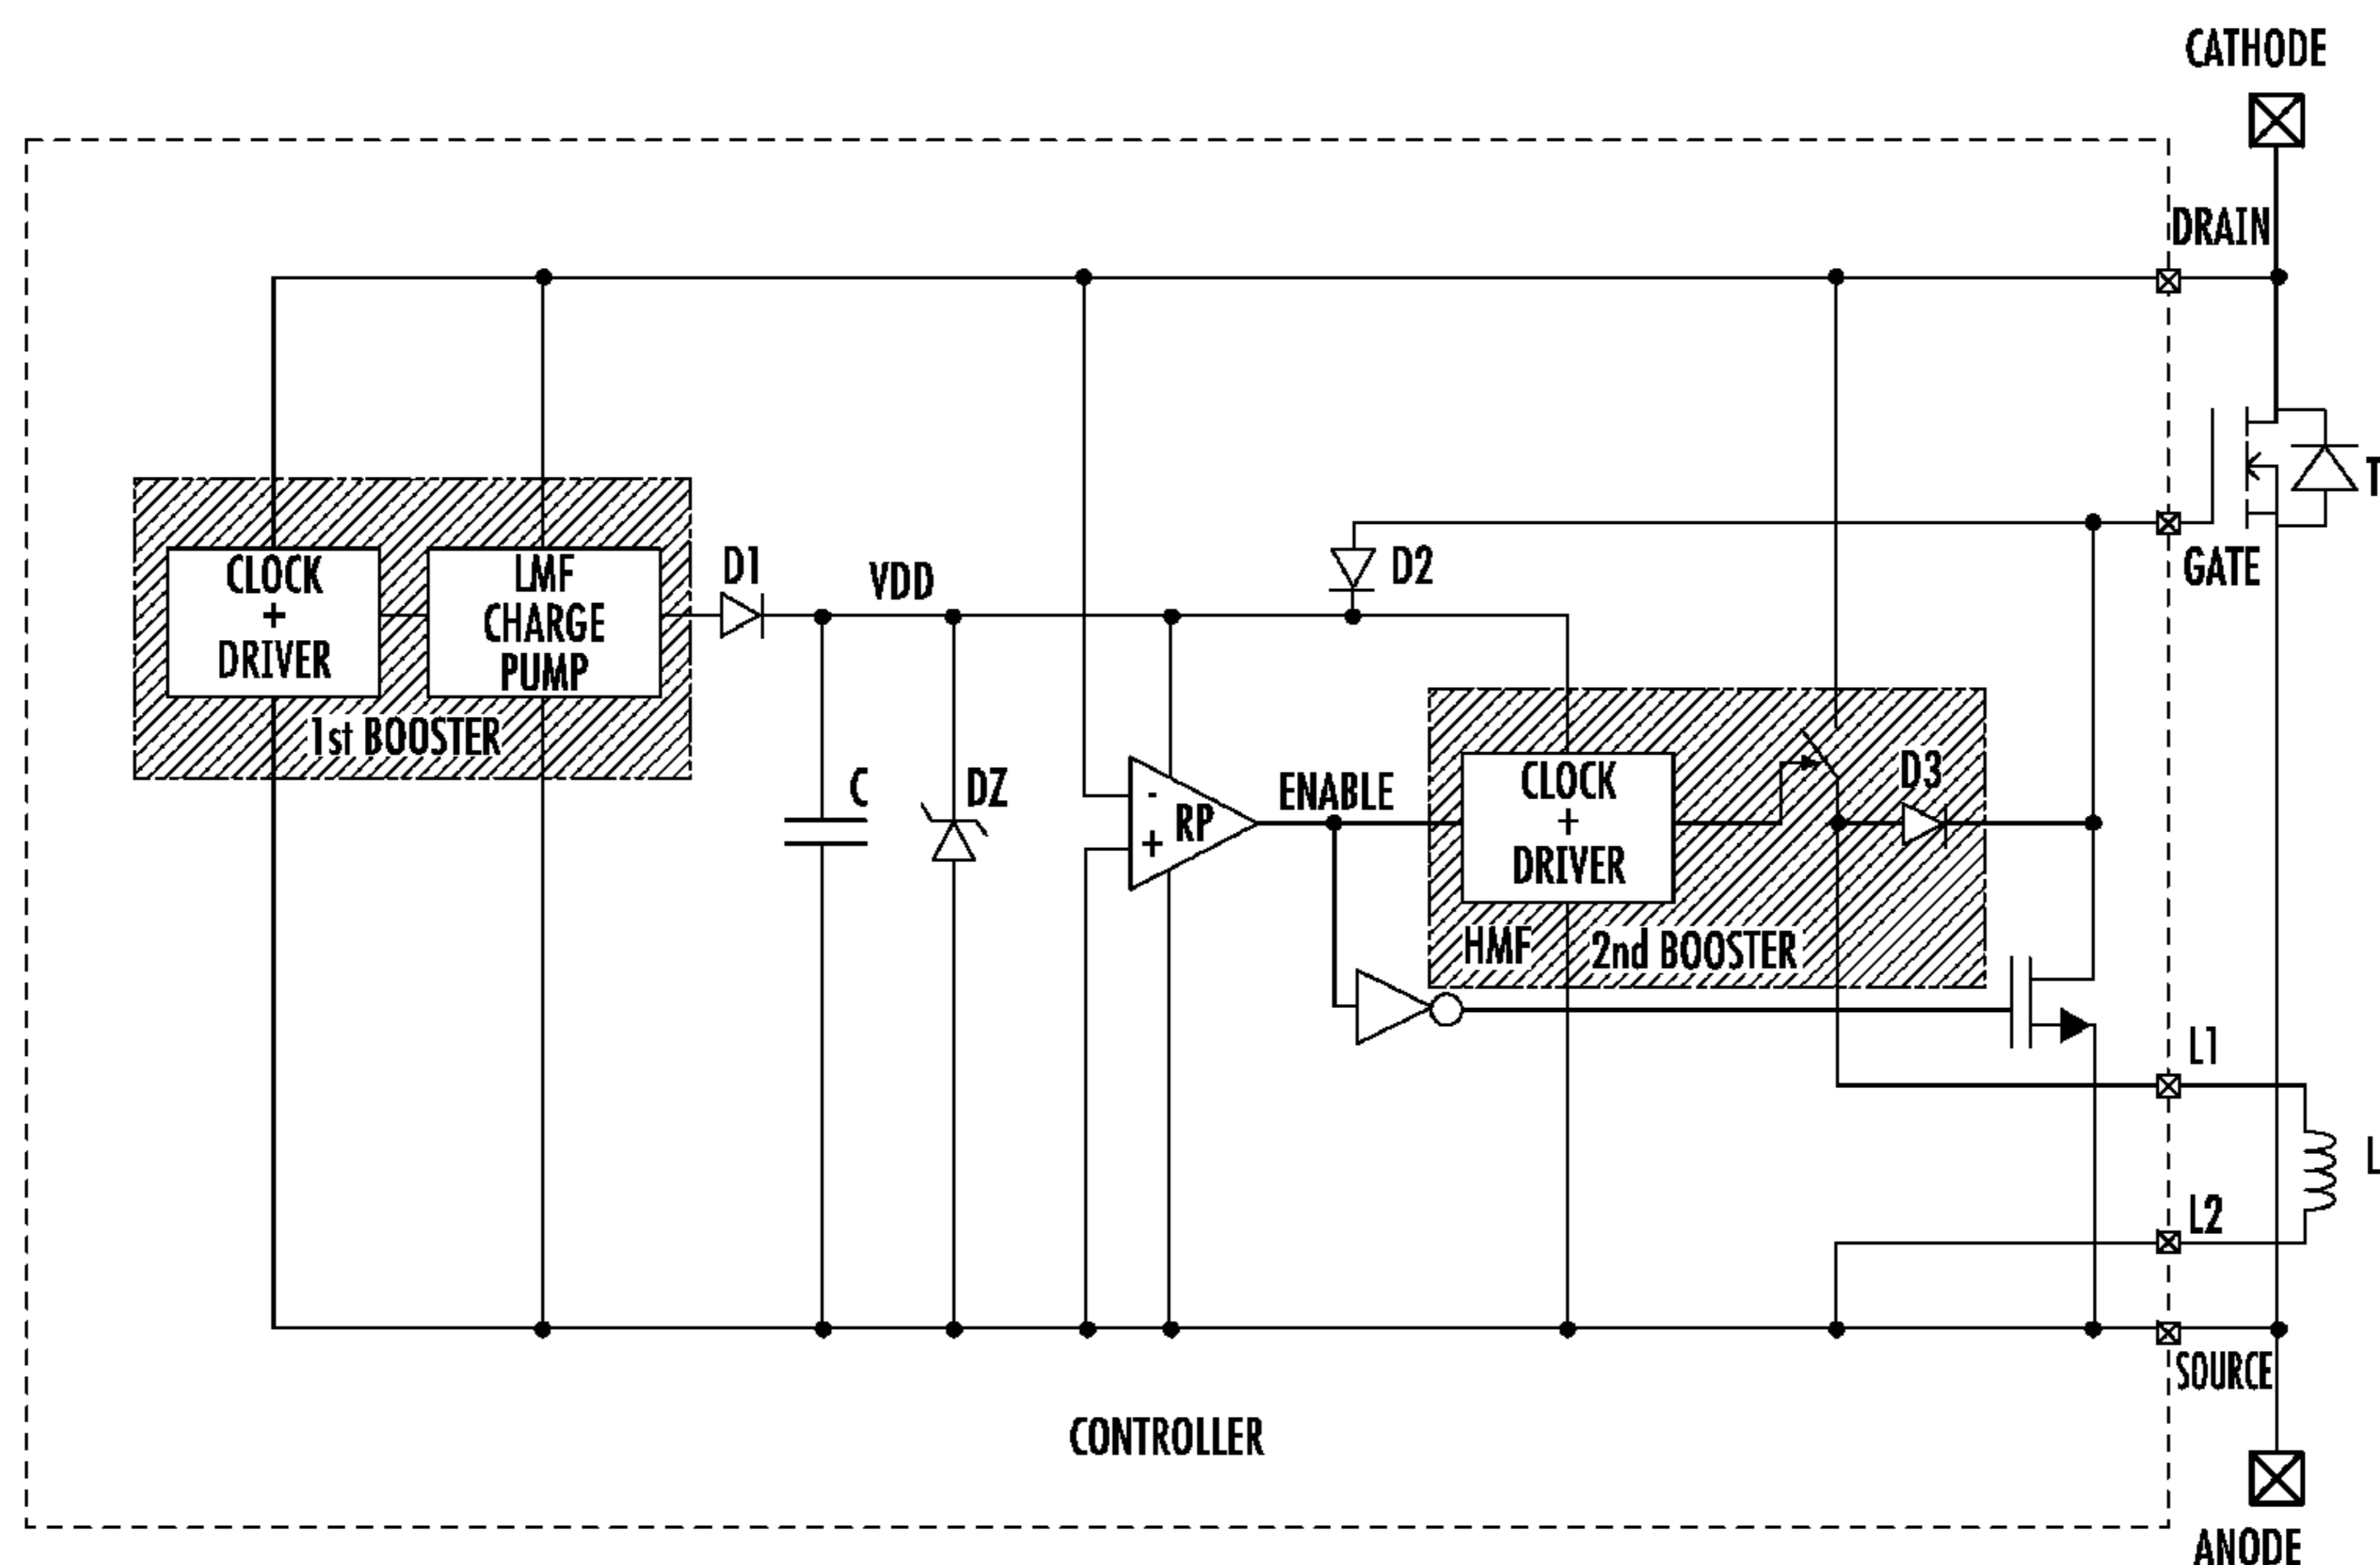 CATHODE
DRAIN
T
GATE
CLOCK
+
DRIVER
LMF
CHARGE
PUMP
1st BOOSTER
D1
VDD
D2
C
DZ
-
+
RP
ENABLE
CLOCK
+
DRIVER
D3
HMF
2nd BOOSTER
L1
L
L2
SOURCE
CONTROLLER
ANODE